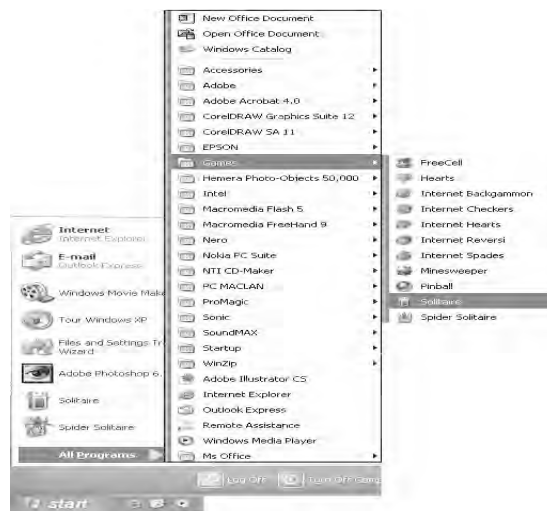 New Office Document
Open Office Document
Windows Catalog
Accessories
Adobe
Adobe Acrobat 4.0
CorelDRAW Graphics Suite 12
CorelDRAW SA 11
EPSON
Games
Hemera Photo-Objects 50,000
Intel
Macromedia Flash 5
Macromedia FreeHand 9
Nero
Nokia PC Suite
NTI CD-Maker
PC MACLAN
ProMagic
Sonic
SoundMAX
Startup
WinZip
Adobe Illustrator CS
Internet Explorer
Outlook Express
Remote Assistance
Windows Media Player
Ms Office
FreeCell
Hearts
Internet Backgammon
Internet Checkers
Internet Hearts
Internet Reversi
Internet Spades
Minesweeper
Pinball
Solitaire
Spider Solitaire
Internet
Internet Explorer
E-mail
Outlook Express
Windows Movie Make
Tour Windows XP
Files and Settings Tr
Wizard
Adobe Photoshop 6.
Solitaire
Spider Solitaire
All Programs
Log Off
Turn Off Comp
start